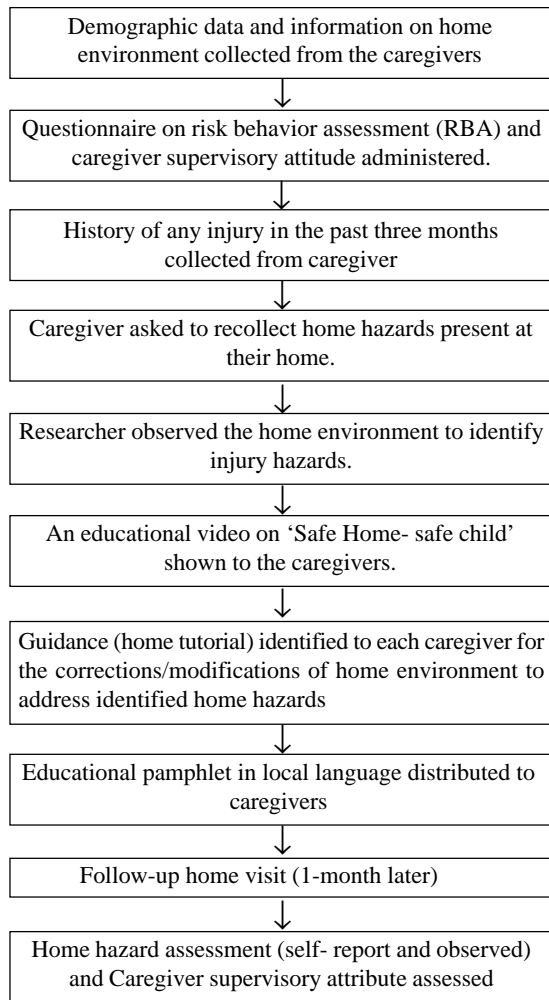 Demographic data and information on home
environment collected from the caregivers
Questionnaire on risk behavior assessment (RBA) and
caregiver supervisory attitude administered.
History of any injury in the past three months
collected from caregiver
Caregiver asked to recollect home hazards present at
their home.
Researcher observed the home environment to identify
injury hazards.
An educational video on ‘Safe Home- safe child’
shown to the caregivers.
Guidance (home tutorial) identified to each caregiver for
the corrections/modifications of home environment to
address identified home hazards
Educational pamphlet in local language distributed to
caregivers
Follow-up home visit (1-month later)
Home hazard assessment (self- report and observed)
and Caregiver supervisory attribute assessed